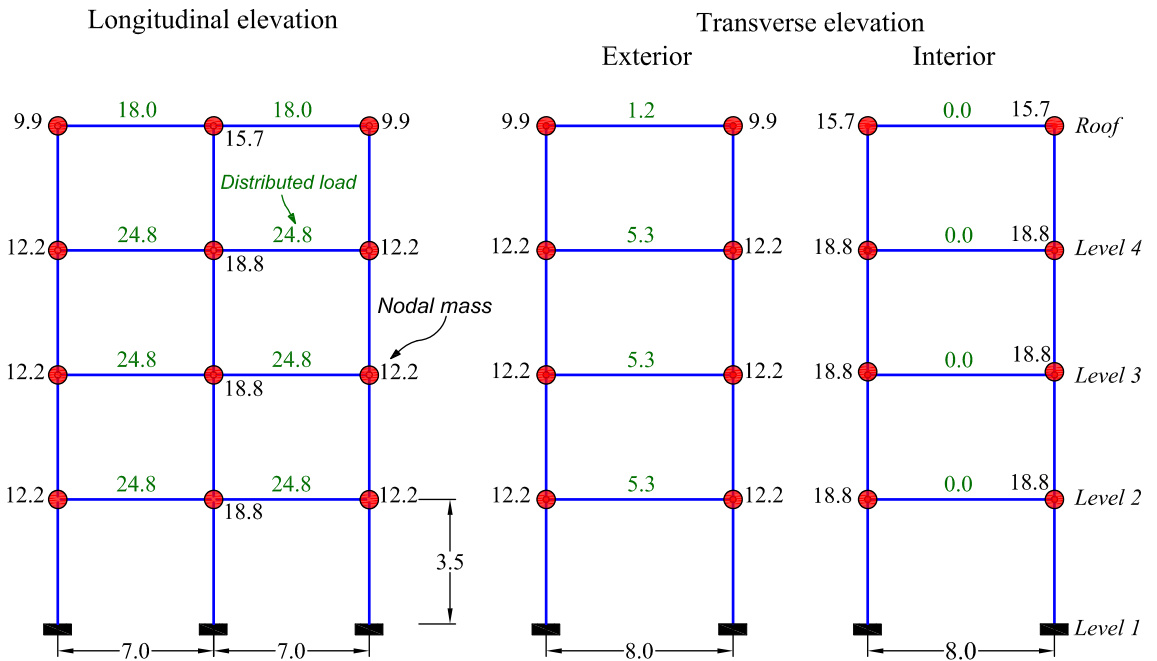 Longitudinal elevation
Transverse elevation
Exterior
Interior
18.0 18.0
9.9 9.9
15.7
1.2
9.9 9.9
0.0
15.7 15.7
Roof
Distributed load
24.8 24.8
12.2 12.2
18.8
5.3
12.2 12.2
0.0
18.8 18.8
Level 4
Nodal mass
24.8 24.8
12.2 12.2
18.8
5.3
12.2 12.2
0.0
18.8 18.8
Level 3
24.8 24.8
12.2 12.2
18.8
5.3
12.2 12.2
0.0
18.8 18.8
Level 2
3.5
Level 1
7.0 7.0
8.0
8.0